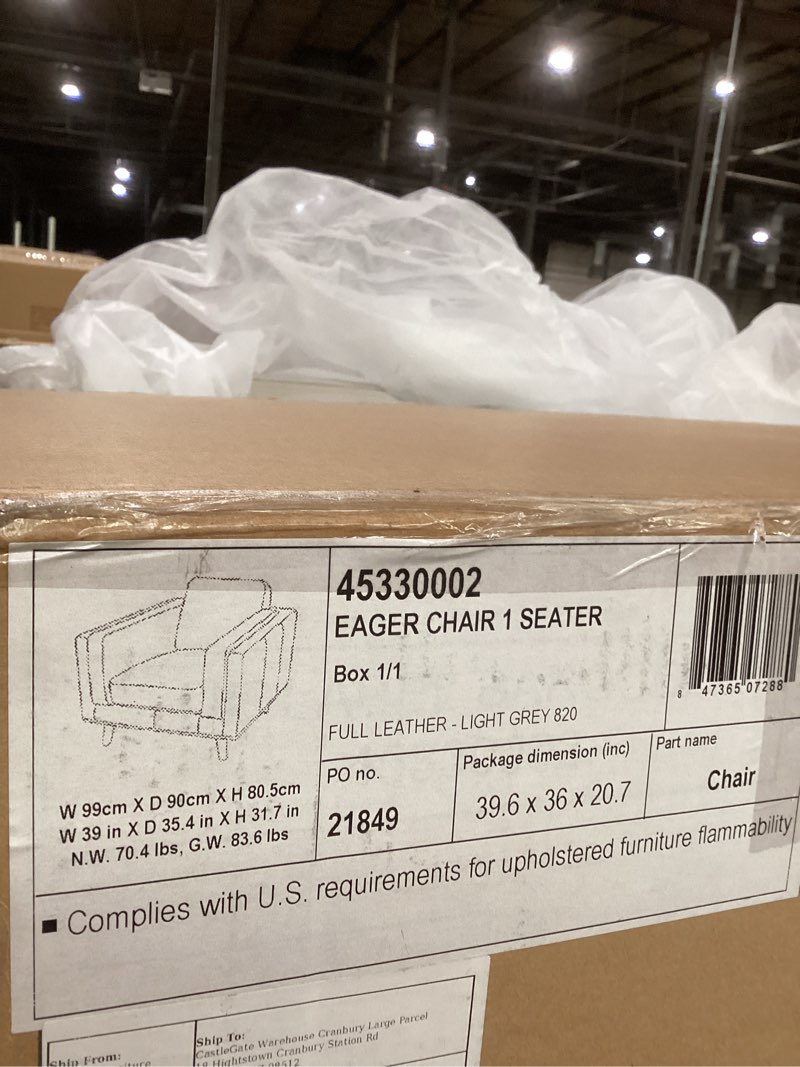 45330002
EAGER CHAIR 1 SEATER
Box 1/1
FULL LEATHER - LIGHT GREY 820
8 47365 07288
W 99cm X D 90cm X H 80.5cm
W 39 in X D 35.4 in X H 31.7 in
N.W. 70.4 lbs, G.W. 83.6 lbs
PO no.
21849
Package dimension (inc)
39.6 x 36 x 20.7
Part name
Chair
■ Complies with U.S. requirements for upholstered furniture flammability
Ship From:
Ship To:
CastleGate Warehouse Cranbury Large Parcel
Hightstown Cranbury Station Rd